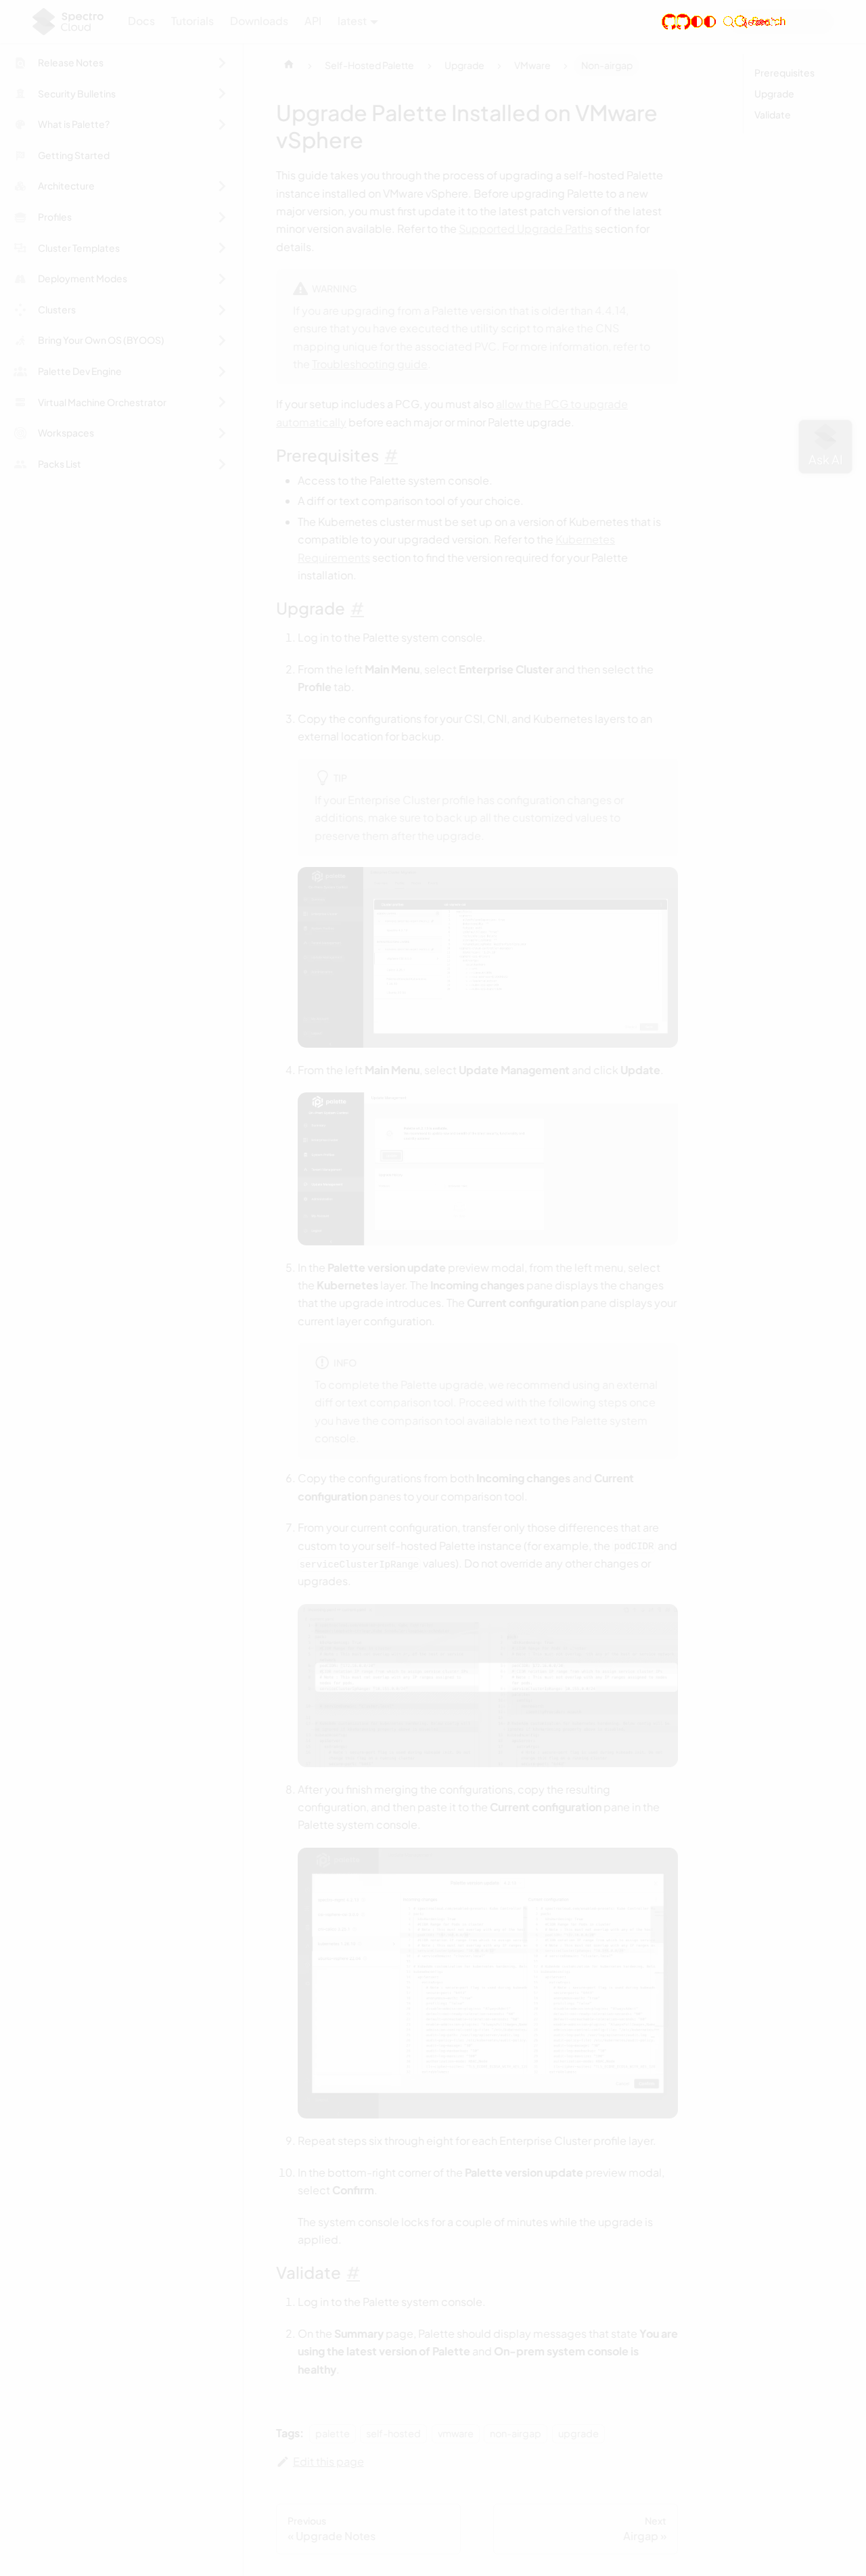 Spectro
Cloud
Docs
Tutorials
Downloads
API
latest
Release Notes
Security Bulletins
What is Palette?
Getting Started
Architecture
Profiles
Cluster Templates
Deployment Modes
Clusters
Bring Your Own OS (BYOOS)
Palette Dev Engine
Virtual Machine Orchestrator
Workspaces
Packs List
Self-Hosted Palette
Upgrade
VMware
Non-airgap
Upgrade Palette Installed on VMware
vSphere
This guide takes you through the process of upgrading a self-hosted Palette
instance installed on VMware vSphere. Before upgrading Palette to a new
major version, you must first update it to the latest patch version of the latest
minor version available. Refer to the Supported Upgrade Paths section for
details.
WARNING
If you are upgrading from a Palette version that is older than 4.4.14,
ensure that you have executed the utility script to make the CNS
mapping unique for the associated PVC. For more information, refer to
the Troubleshooting guide.
If your setup includes a PCG, you must also allow the PCG to upgrade
automatically before each major or minor Palette upgrade.
Prerequisites #
Access to the Palette system console.
A diff or text comparison tool of your choice.
The Kubernetes cluster must be set up on a version of Kubernetes that is
compatible to your upgraded version. Refer to the Kubernetes
Requirements section to find the version required for your Palette
installation.
Upgrade #
1. Log in to the Palette system console.
2. From the left Main Menu, select Enterprise Cluster and then select the
Profile tab.
3. Copy the configurations for your CSI, CNI, and Kubernetes layers to an
external location for backup.
TIP
If your Enterprise Cluster profile has configuration changes or
additions, make sure to back up all the customized values to
preserve them after the upgrade.
4. From the left Main Menu, select Update Management and click Update.
5. In the Palette version update preview modal, from the left menu, select
the Kubernetes layer. The Incoming changes pane displays the changes
that the upgrade introduces. The Current configuration pane displays your
current layer configuration.
INFO
To complete the Palette upgrade, we recommend using an external
diff or text comparison tool. Proceed with the following steps once
you have the comparison tool available next to the Palette system
console.
6. Copy the configurations from both Incoming changes and Current
configuration panes to your comparison tool.
7. From your current configuration, transfer only those differences that are
custom to your self-hosted Palette instance (for example, the podCIDR and
serviceClusterIpRange values). Do not override any other changes or
upgrades.
8. After you finish merging the configurations, copy the resulting
configuration, and then paste it to the Current configuration pane in the
Palette system console.
9. Repeat steps six through eight for each Enterprise Cluster profile layer.
10. In the bottom-right corner of the Palette version update preview modal,
select Confirm.
The system console locks for a couple of minutes while the upgrade is
applied.
Validate #
1. Log in to the Palette system console.
2. On the Summary page, Palette should display messages that state You are
using the latest version of Palette and On-prem system console is
healthy.
Tags:
palette
self-hosted
vmware
non-airgap
upgrade
Edit this page
Previous
« Upgrade Notes
Next
Airgap »
Prerequisites
Upgrade
Validate
Ask AI